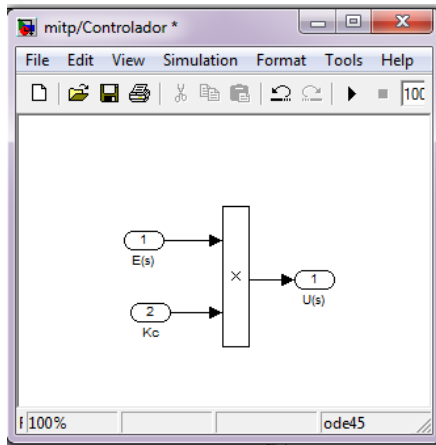 mitp/Controlador *
File Edit View Simulation Format Tools Help
100
1
E(s)
×
1
U(s)
2
Kc
100%
ode45